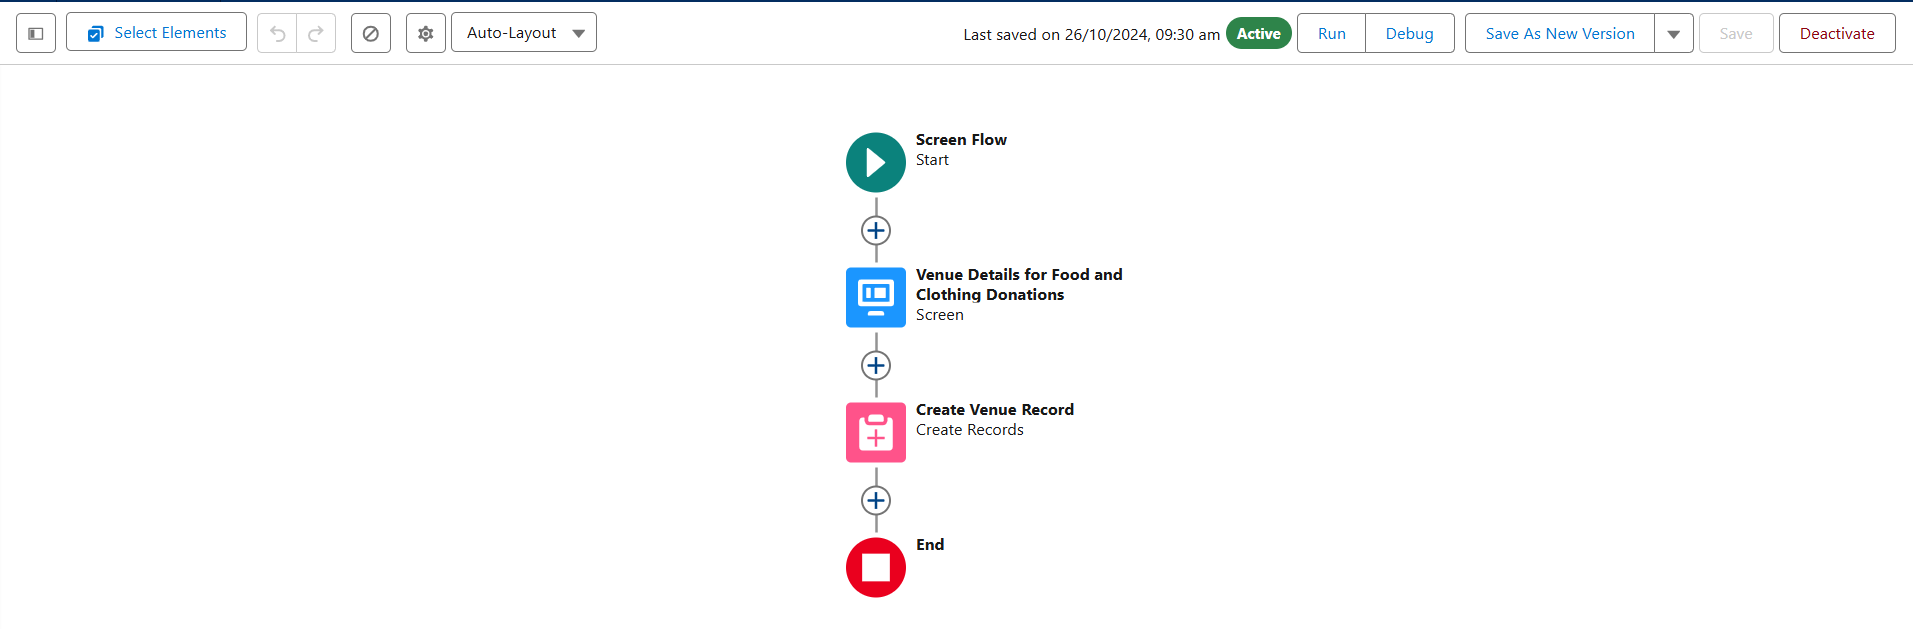 Select Elements
Auto-Layout
Last saved on 26/10/2024, 09:30 am
Active
Run
Debug
Save As New Version
Save
Deactivate
Screen Flow
Start
Venue Details for Food and
Clothing Donations
Screen
Create Venue Record
Create Records
End